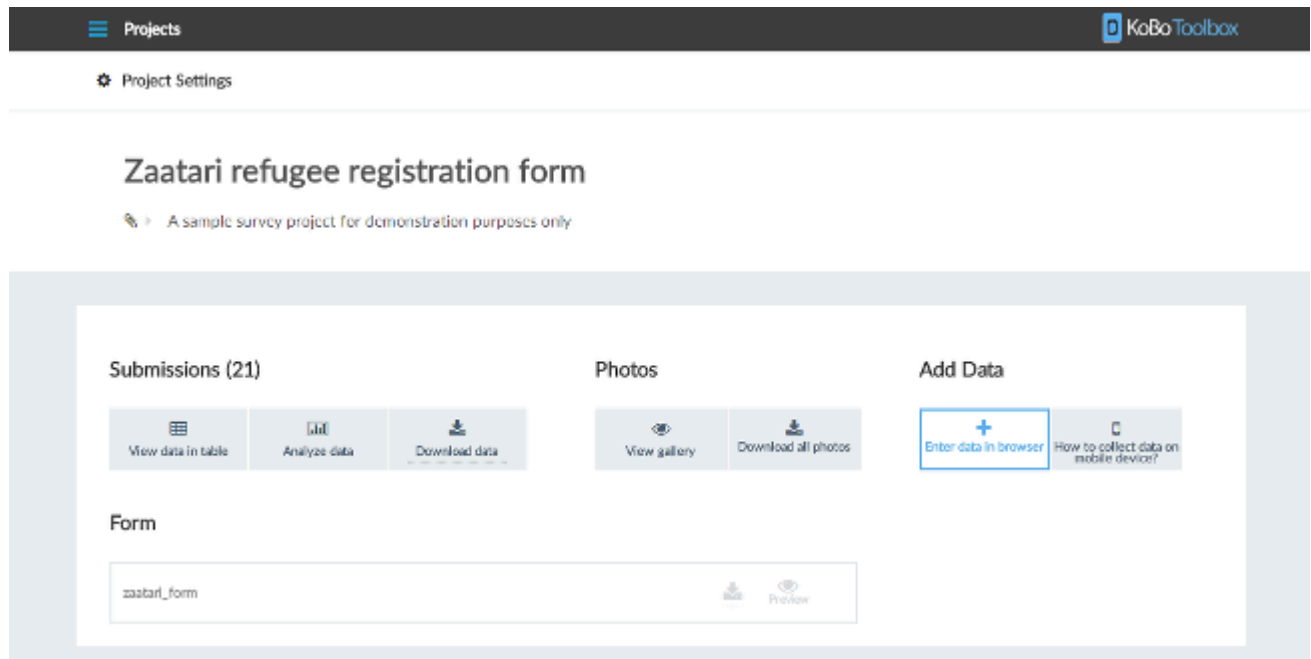 Projects
KoBoToolbox
Project Settings
Zaatari refugee registration form
A sample survey project for demonstration purposes only
Submissions (21)
Photos
Add Data
View data in table
Analyze data
Download data
View gallery
Download all photos
Enter data in browser
How to collect data on
mobile device?
Form
zaatari_form
Preview